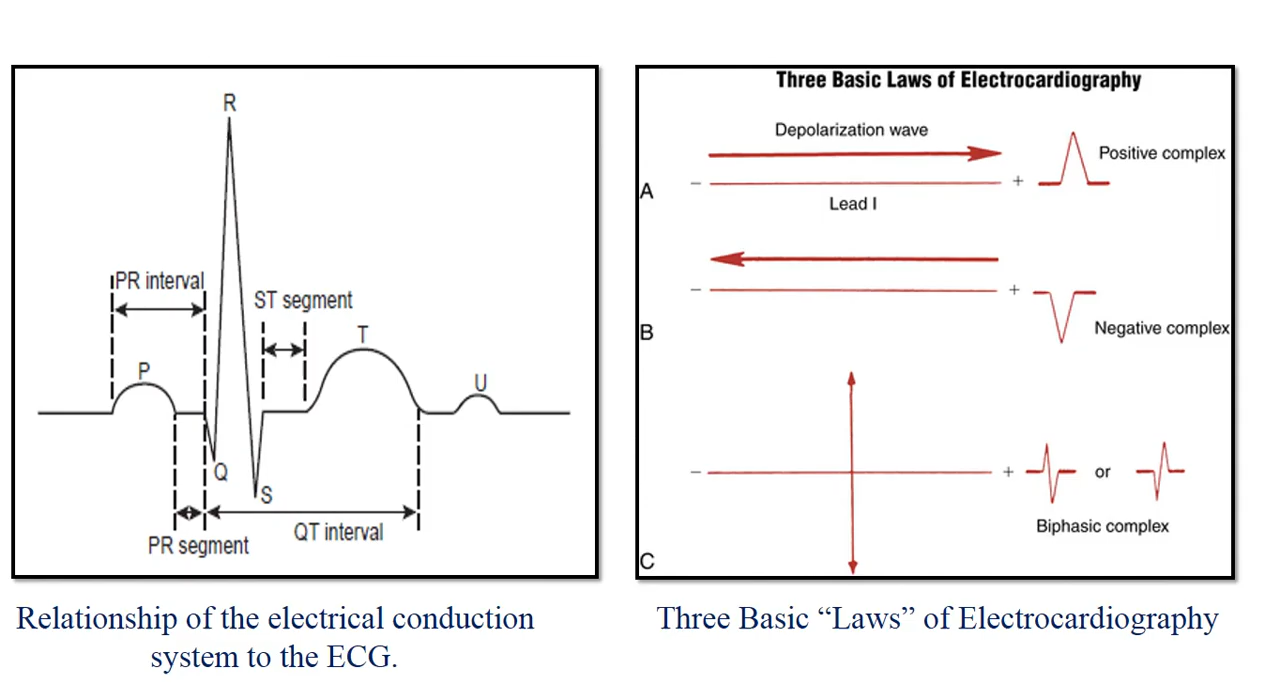 R
PR interval
ST segment
P
T
U
Q
S
QT interval
PR segment
Relationship of the electrical conduction
system to the ECG.
Three Basic Laws of Electrocardiography
Depolarization wave
Positive complex
- +
A
Lead I
- +
B
Negative complex
- + or
Biphasic complex
C
Three Basic “Laws” of Electrocardiography